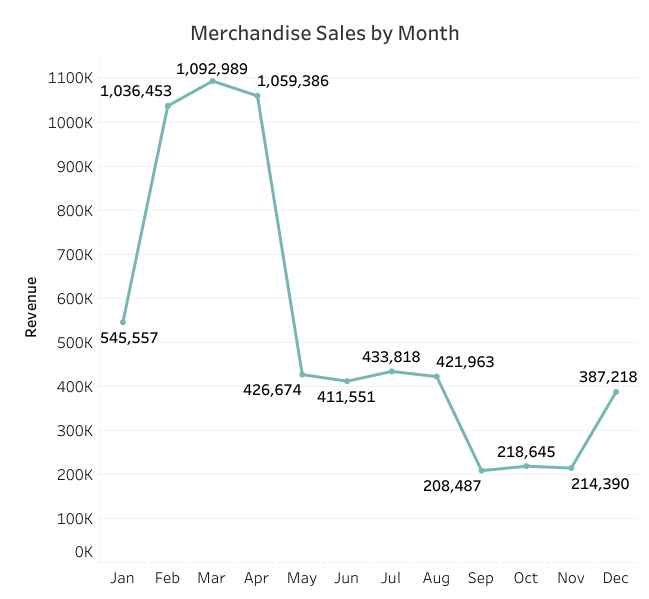 Merchandise Sales by Month
Revenue
1100K
1000K
900K
800K
700K
600K
500K
400K
300K
200K
100K
0K
545,557
1,036,453
1,092,989
1,059,386
426,674
411,551
433,818
421,963
208,487
218,645
214,390
387,218
Jan Feb Mar Apr May Jun Jul Aug Sep Oct Nov Dec